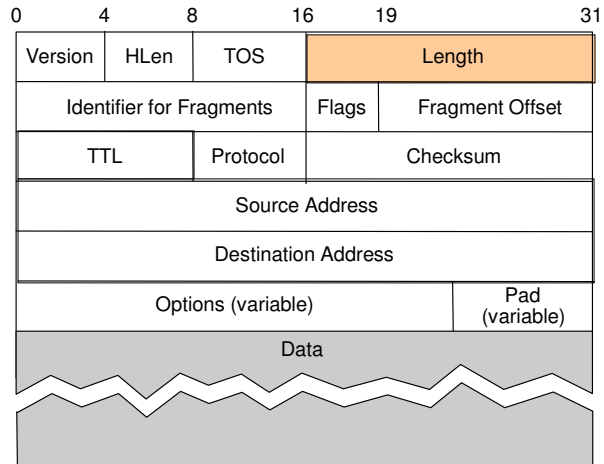 0 4 8 16 19 31
Version HLen TOS Length
Identifier for Fragments Flags Fragment Offset
TTL Protocol Checksum
Source Address
Destination Address
Options (variable) Pad
(variable)
Data